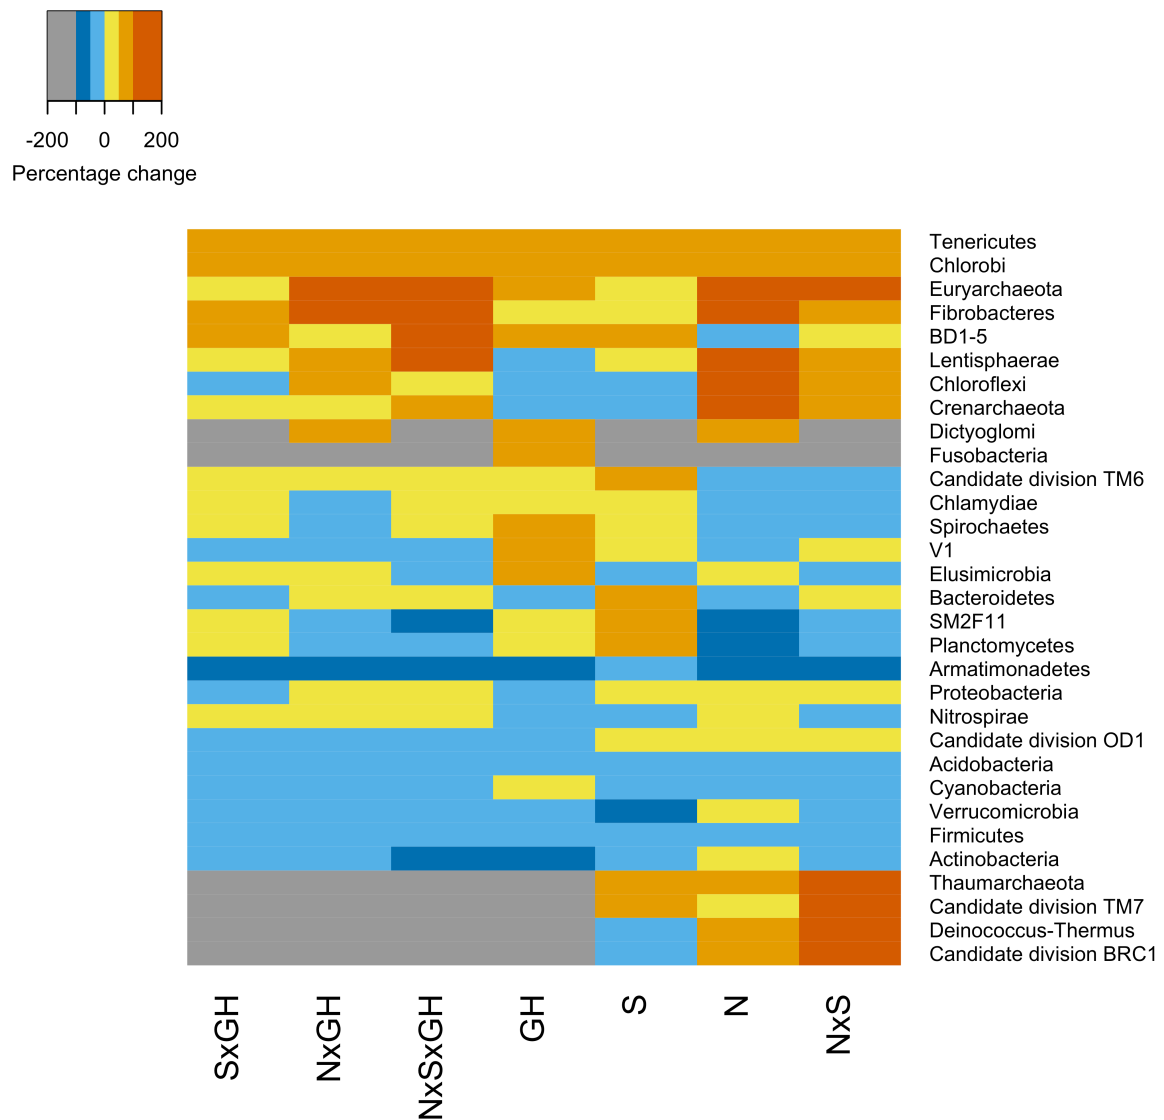 -200 0 200
Percentage change
Tenericutes
Chlorobi
Euryarchaeota
Fibrobacteres
BD1-5
Lentisphaerae
Chloroflexi
Crenarchaeota
Dictyoglomi
Fusobacteria
Candidate division TM6
Chlamydiae
Spirochaetes
V1
Elusimicrobia
Bacteroidetes
SM2F11
Planctomycetes
Armatimonadetes
Proteobacteria
Nitrospirae
Candidate division OD1
Acidobacteria
Cyanobacteria
Verrucomicrobia
Firmicutes
Actinobacteria
Thaumarchaeota
Candidate division TM7
Deinococcus-Thermus
Candidate division BRC1
SxGH
NxGH
NxSxGH
GH
S
N
NxS